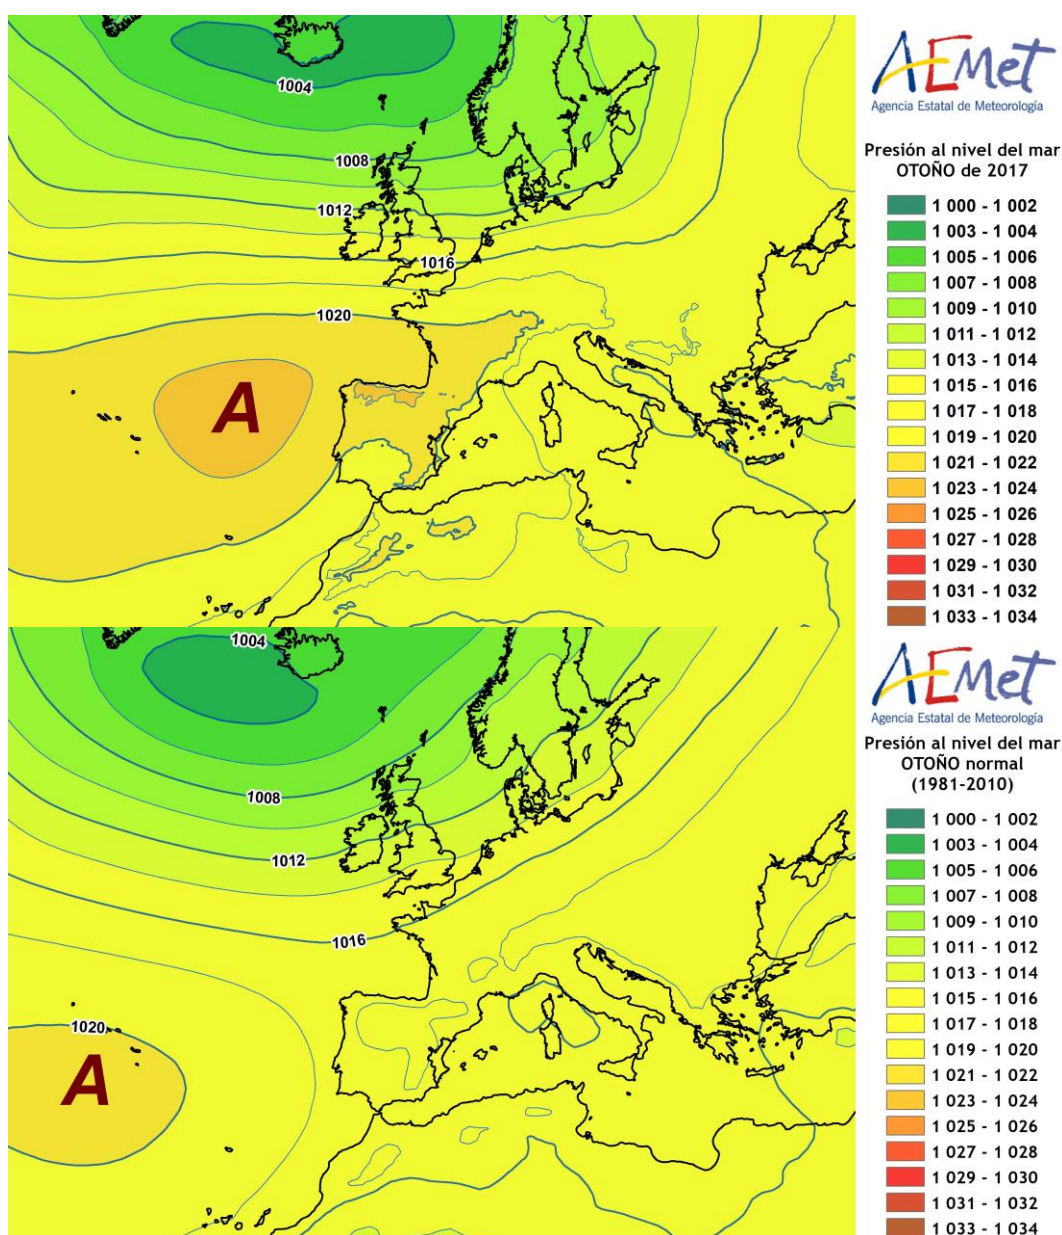 AEMet
Agencia Estatal de Meteorología
Presión al nivel del mar
OTOÑO de 2017
1 000 - 1 002
1 003 - 1 004
1 005 - 1 006
1 007 - 1 008
1 009 - 1 010
1 011 - 1 012
1 013 - 1 014
1 015 - 1 016
1 017 - 1 018
1 019 - 1 020
1 021 - 1 022
1 023 - 1 024
1 025 - 1 026
1 027 - 1 028
1 029 - 1 030
1 031 - 1 032
1 033 - 1 034
1004
1008
1012
1016
1020
A
AEMet
Agencia Estatal de Meteorología
Presión al nivel del mar
OTOÑO normal
(1981-2010)
1 000 - 1 002
1 003 - 1 004
1 005 - 1 006
1 007 - 1 008
1 009 - 1 010
1 011 - 1 012
1 013 - 1 014
1 015 - 1 016
1 017 - 1 018
1 019 - 1 020
1 021 - 1 022
1 023 - 1 024
1 025 - 1 026
1 027 - 1 028
1 029 - 1 030
1 031 - 1 032
1 033 - 1 034
1004
1008
1012
1016
1020
A